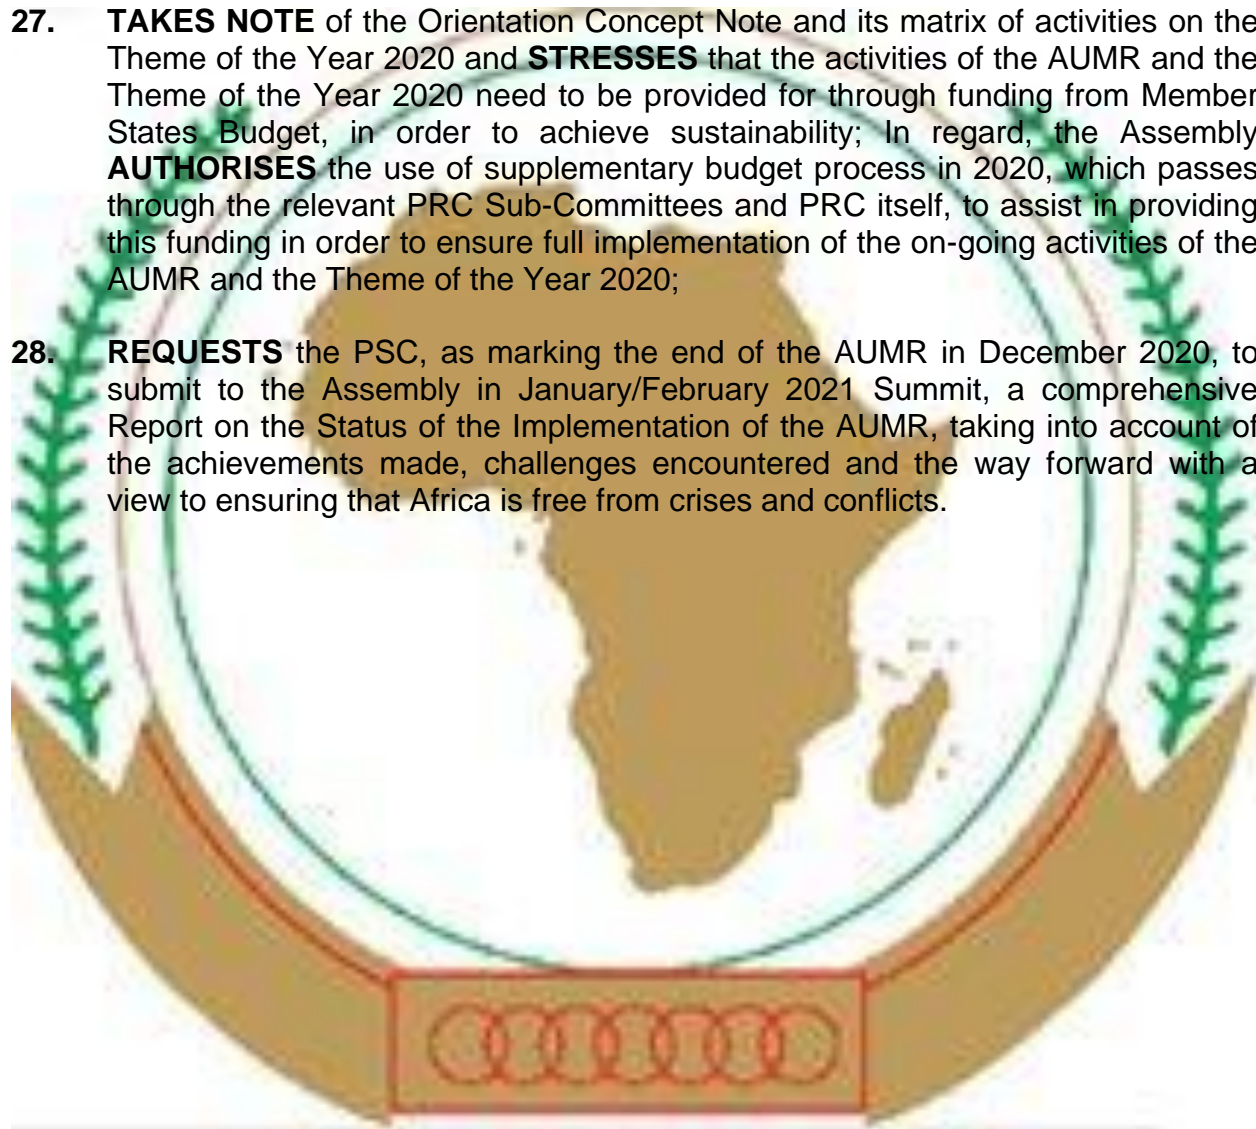 27. TAKES NOTE of the Orientation Concept Note and its matrix of activities on the
Theme of the Year 2020 and STRESSES that the activities of the AUMR and the
Theme of the Year 2020 need to be provided for through funding from Member
States Budget, in order to achieve sustainability; In regard, the Assembly
AUTHORISES the use of supplementary budget process in 2020, which passes
through the relevant PRC Sub-Committees and PRC itself, to assist in providing
this funding in order to ensure full implementation of the on-going activities of the
AUMR and the Theme of the Year 2020;
28. REQUESTS the PSC, as marking the end of the AUMR in December 2020, to
submit to the Assembly in January/February 2021 Summit, a comprehensive
Report on the Status of the Implementation of the AUMR, taking into account of
the achievements made, challenges encountered and the way forward with a
view to ensuring that Africa is free from crises and conflicts.